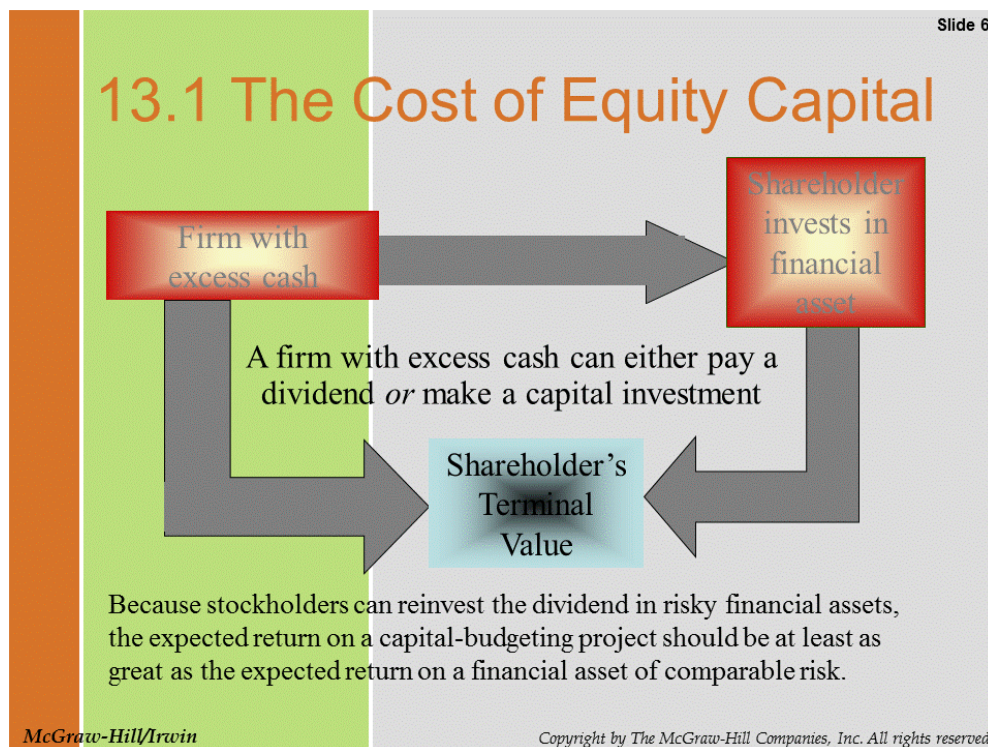 Slide 6
13.1 The Cost of Equity Capital
Firm with
excess cash
Shareholder
invests in
financial
asset
A firm with excess cash can either pay a
dividend or make a capital investment
Shareholder’s
Terminal
Value
Because stockholders can reinvest the dividend in risky financial assets,
the expected return on a capital-budgeting project should be at least as
great as the expected return on a financial asset of comparable risk.
McGraw-Hill/Irwin
Copyright by The McGraw-Hill Companies, Inc. All rights reserved